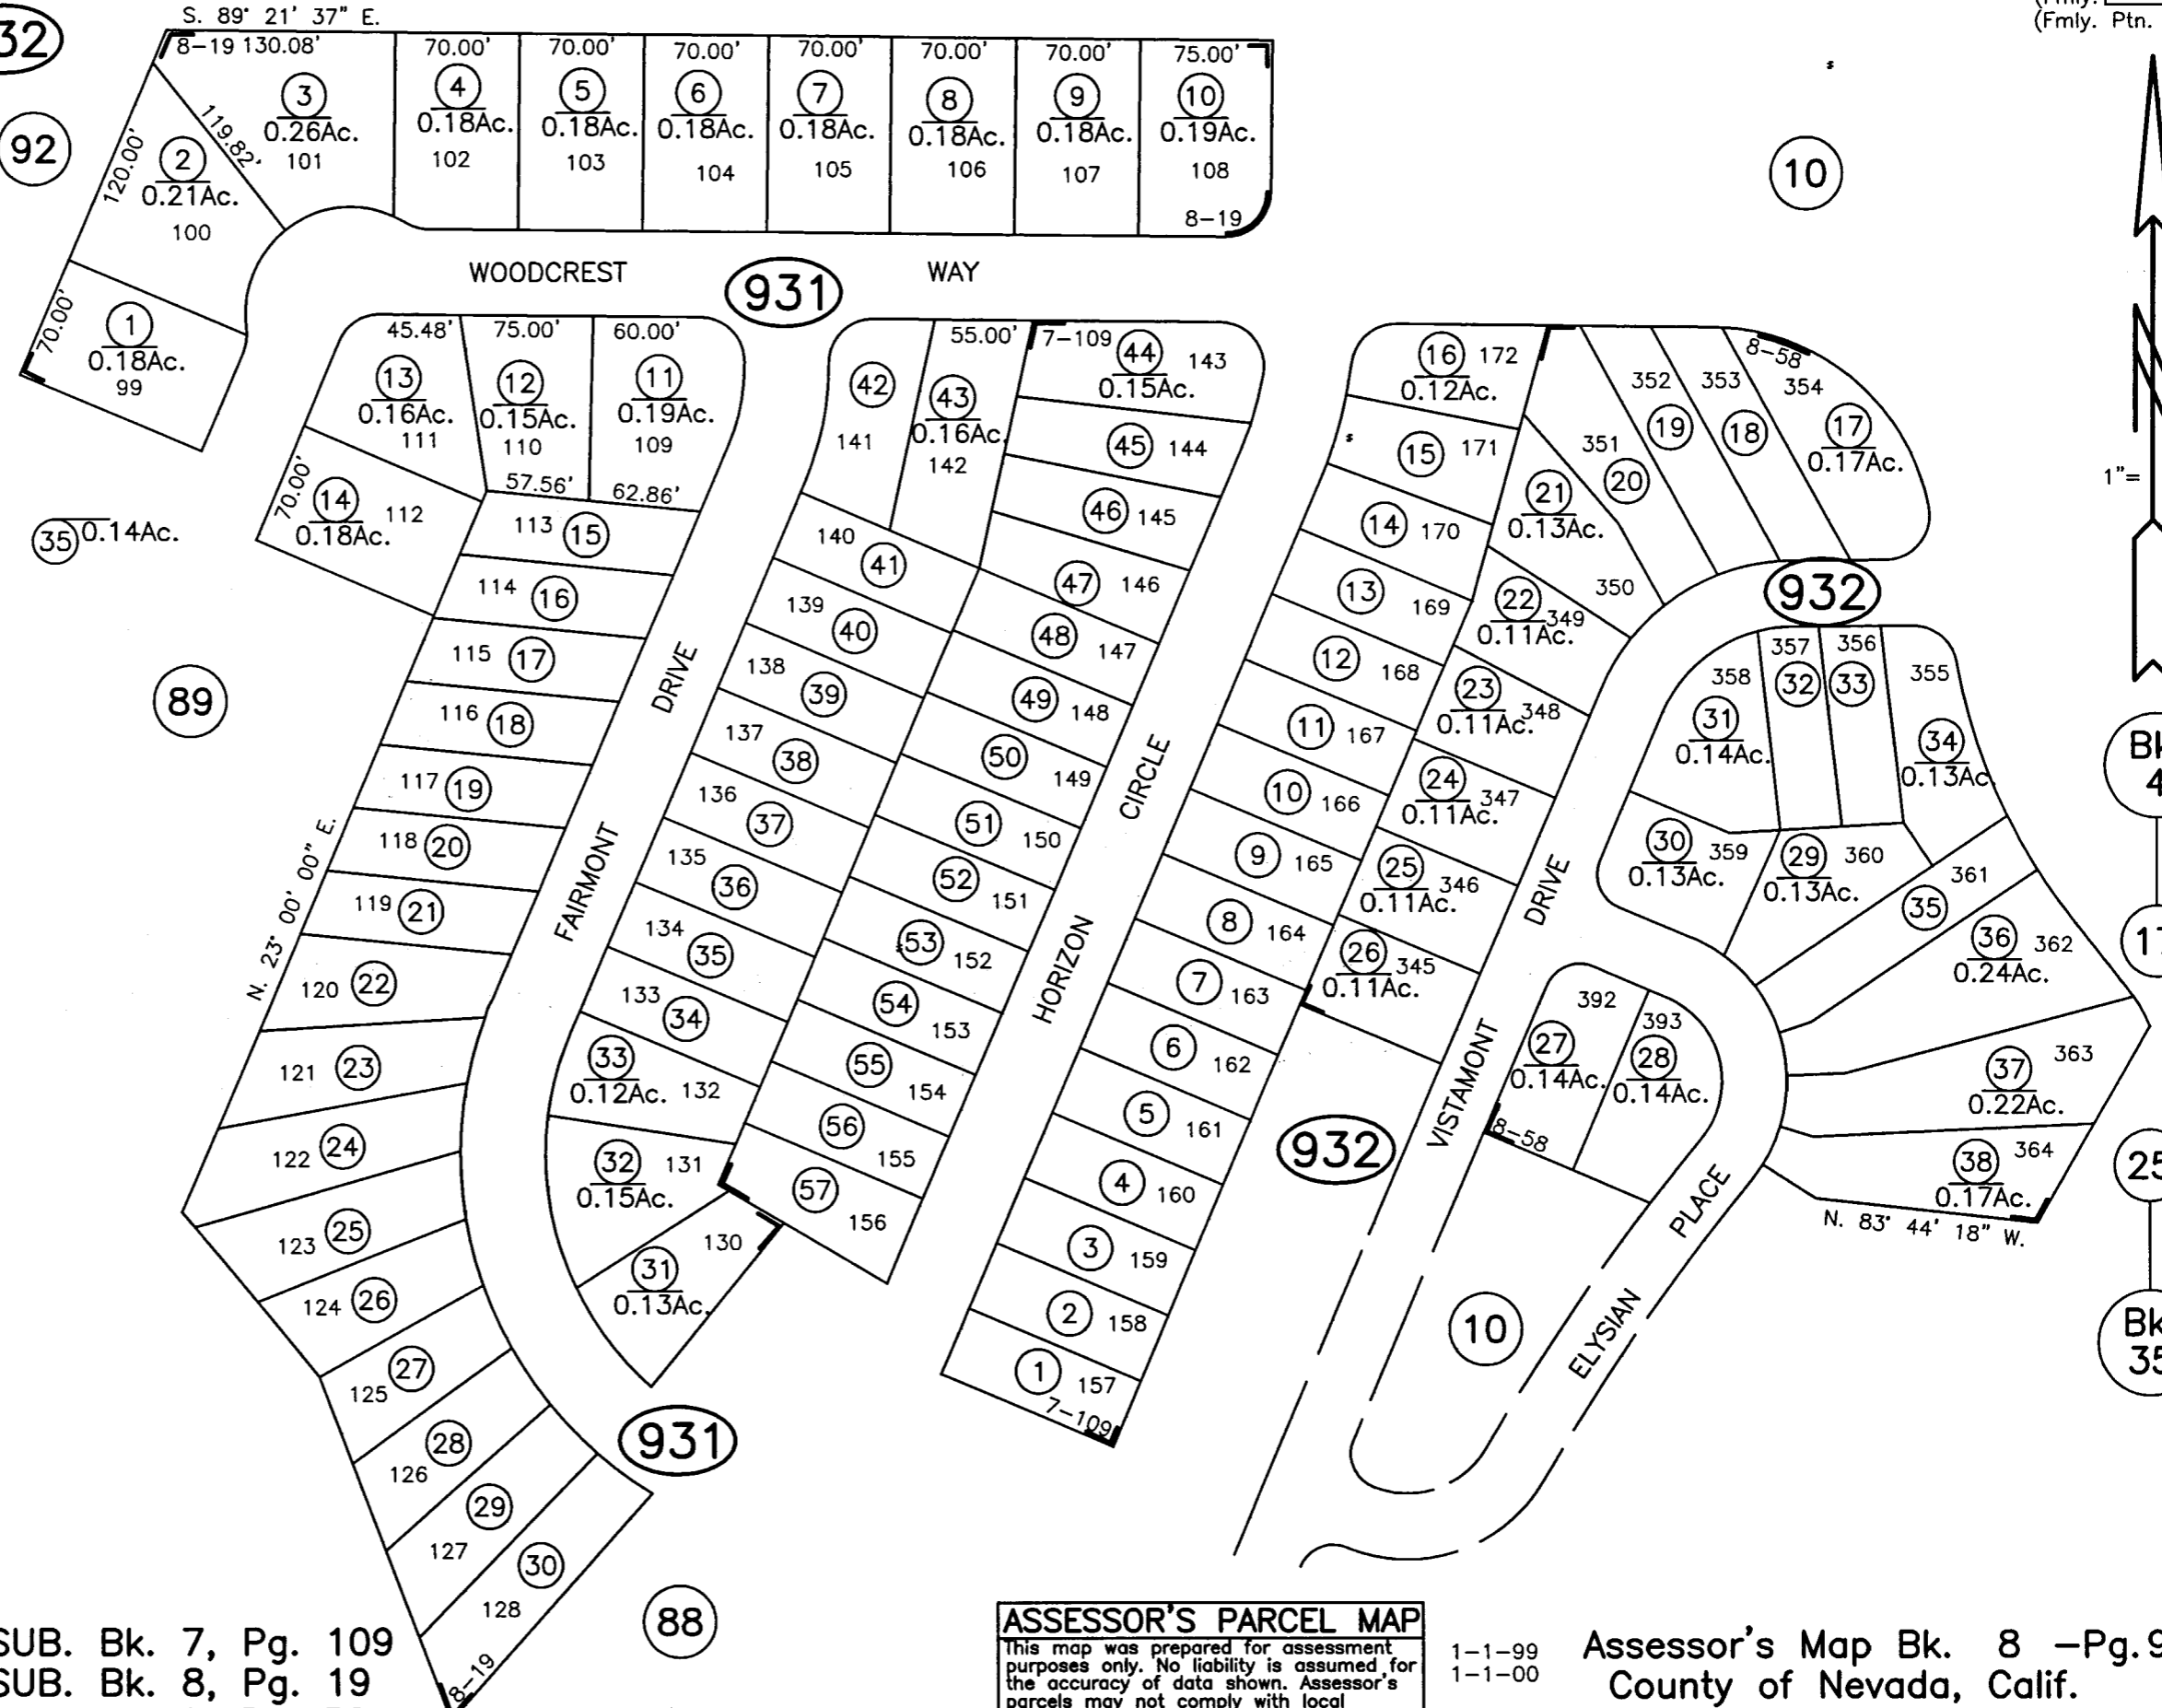 S. 89° 21' 37" E.
(Fmly. Ptn.
32
92
8-19 130.08'
70.00'
70.00'
70.00'
70.00'
70.00'
70.00'
75.00'
3
0.26Ac.
101
4
0.18Ac.
102
5
0.18Ac.
103
6
0.18Ac.
104
7
0.18Ac.
105
8
0.18Ac.
106
9
0.18Ac.
107
10
0.19Ac.
108
8-19
119.82'
120.00'
2
0.21Ac.
100
70.00'
1
0.18Ac.
99
10
WOODCREST
931
WAY
45.48'
13
0.16Ac.
111
75.00'
12
0.15Ac.
110
57.56'
60.00'
11
0.19Ac.
109
62.86'
70.00'
14
0.18Ac.
112
35 0.14Ac.
89
113 15
114 16
115 17
116 18
117 19
118 20
119 21
120 22
121 23
122 24
123 25
124 26
125 27
126 28
127 29
128 30
8-19
N. 23° 00' 00" E.
FAIRMONT
DRIVE
42
141
55.00'
43
0.16Ac.
142
140 41
139 40
138 39
137 38
136 37
135 36
134 35
133 34
33
0.12Ac. 132
32 131
0.15Ac.
130
31
0.13Ac.
931
88
7-109
44 143
0.15Ac.
45 144
46 145
47 146
48 147
49 148
50 149
51 150
52 151
53 152
54 153
55 154
56 155
57 156
HORIZON
CIRCLE
16 172
0.12Ac.
15 171
14 170
13 169
12 168
11 167
10 166
9 165
8 164
7 163
6 162
5 161
4 160
3 159
2 158
1 157
7-109
8-58
354
17
0.17Ac.
353
18
352
19
351
20
350
21
0.13Ac.
22 349
0.11Ac.
23 348
0.11Ac.
24 347
0.11Ac.
25 346
0.11Ac.
26 345
0.11Ac.
932
932
VISTAMONT
DRIVE
358
31
0.14Ac.
357
32
356
33
355
34
0.13Ac
30 359
0.13Ac.
29 360
0.13Ac.
361
35
36 362
0.24Ac.
363
37
0.22Ac.
38 364
0.17Ac.
N. 83° 44' 18" W.
392
27
0.14Ac.
393
28
0.14Ac.
8-58
10
ELYSIAN
PLACE
1"=
SUB. Bk. 7, Pg. 109
SUB. Bk. 8, Pg. 19
ASSESSOR'S PARCEL MAP
This map was prepared for assessment
purposes only. No liability is assumed for
the accuracy of data shown. Assessor's
parcels may not comply with local
1-1-99
1-1-00
Assessor's Map Bk. 8 -Pg.9
County of Nevada, Calif.